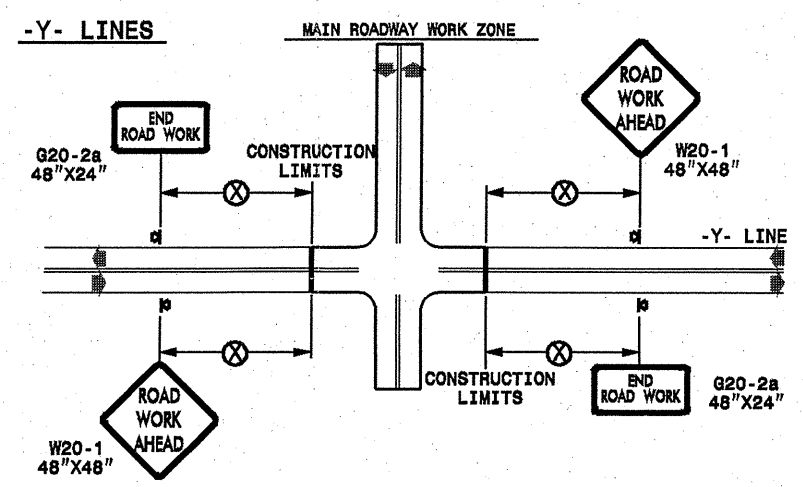 -Y- LINES
MAIN ROADWAY WORK ZONE
END
ROAD WORK
G20-2a
48"X24"
CONSTRUCTION
LIMITS
X
ROAD
WORK
AHEAD
W20-1
48"X48"
X
-Y- LINE
X
ROAD
WORK
AHEAD
W20-1
48"X48"
X
CONSTRUCTION
LIMITS
END
ROAD WORK
G20-2a
48"X24"